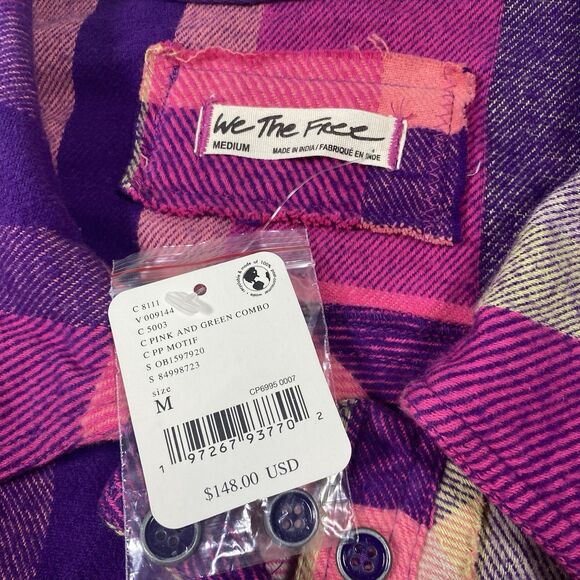 We The Free
MEDIUM
MADE IN INDIA / FABRIQUÉ EN INDE
C 8111
V 009144
C 5003
C PINK AND GREEN COMBO
C PP MOTIF
S OB1597920
S 84998723
size
M
CP6995 0007
1 97267 93770 2
$148.00 USD